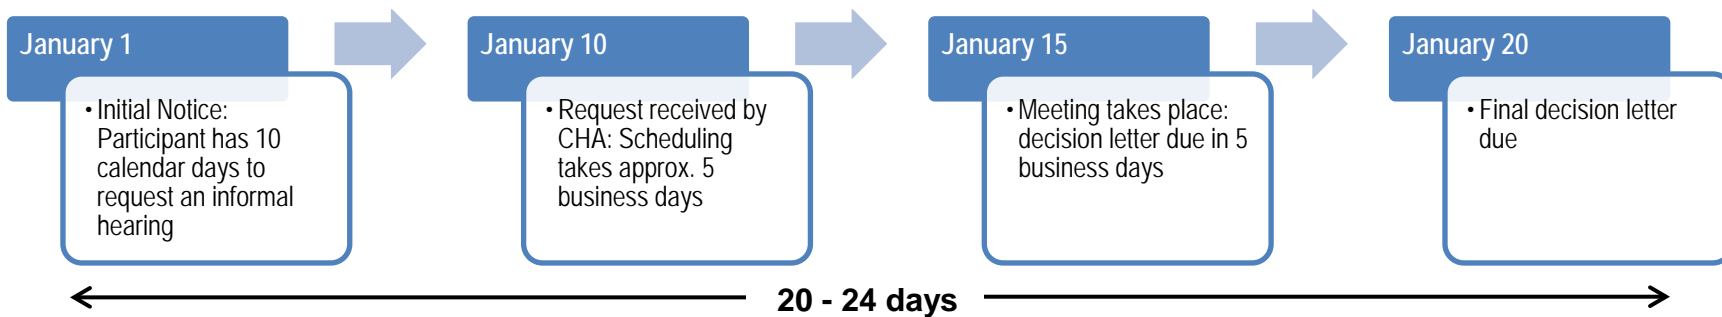 January 1
• Initial Notice:
Participant has 10
calendar days to
request an informal
hearing
January 10
• Request received by
CHA: Scheduling
takes approx. 5
business days
January 15
• Meeting takes place:
decision letter due in 5
business days
January 20
• Final decision letter
due
20 - 24 days